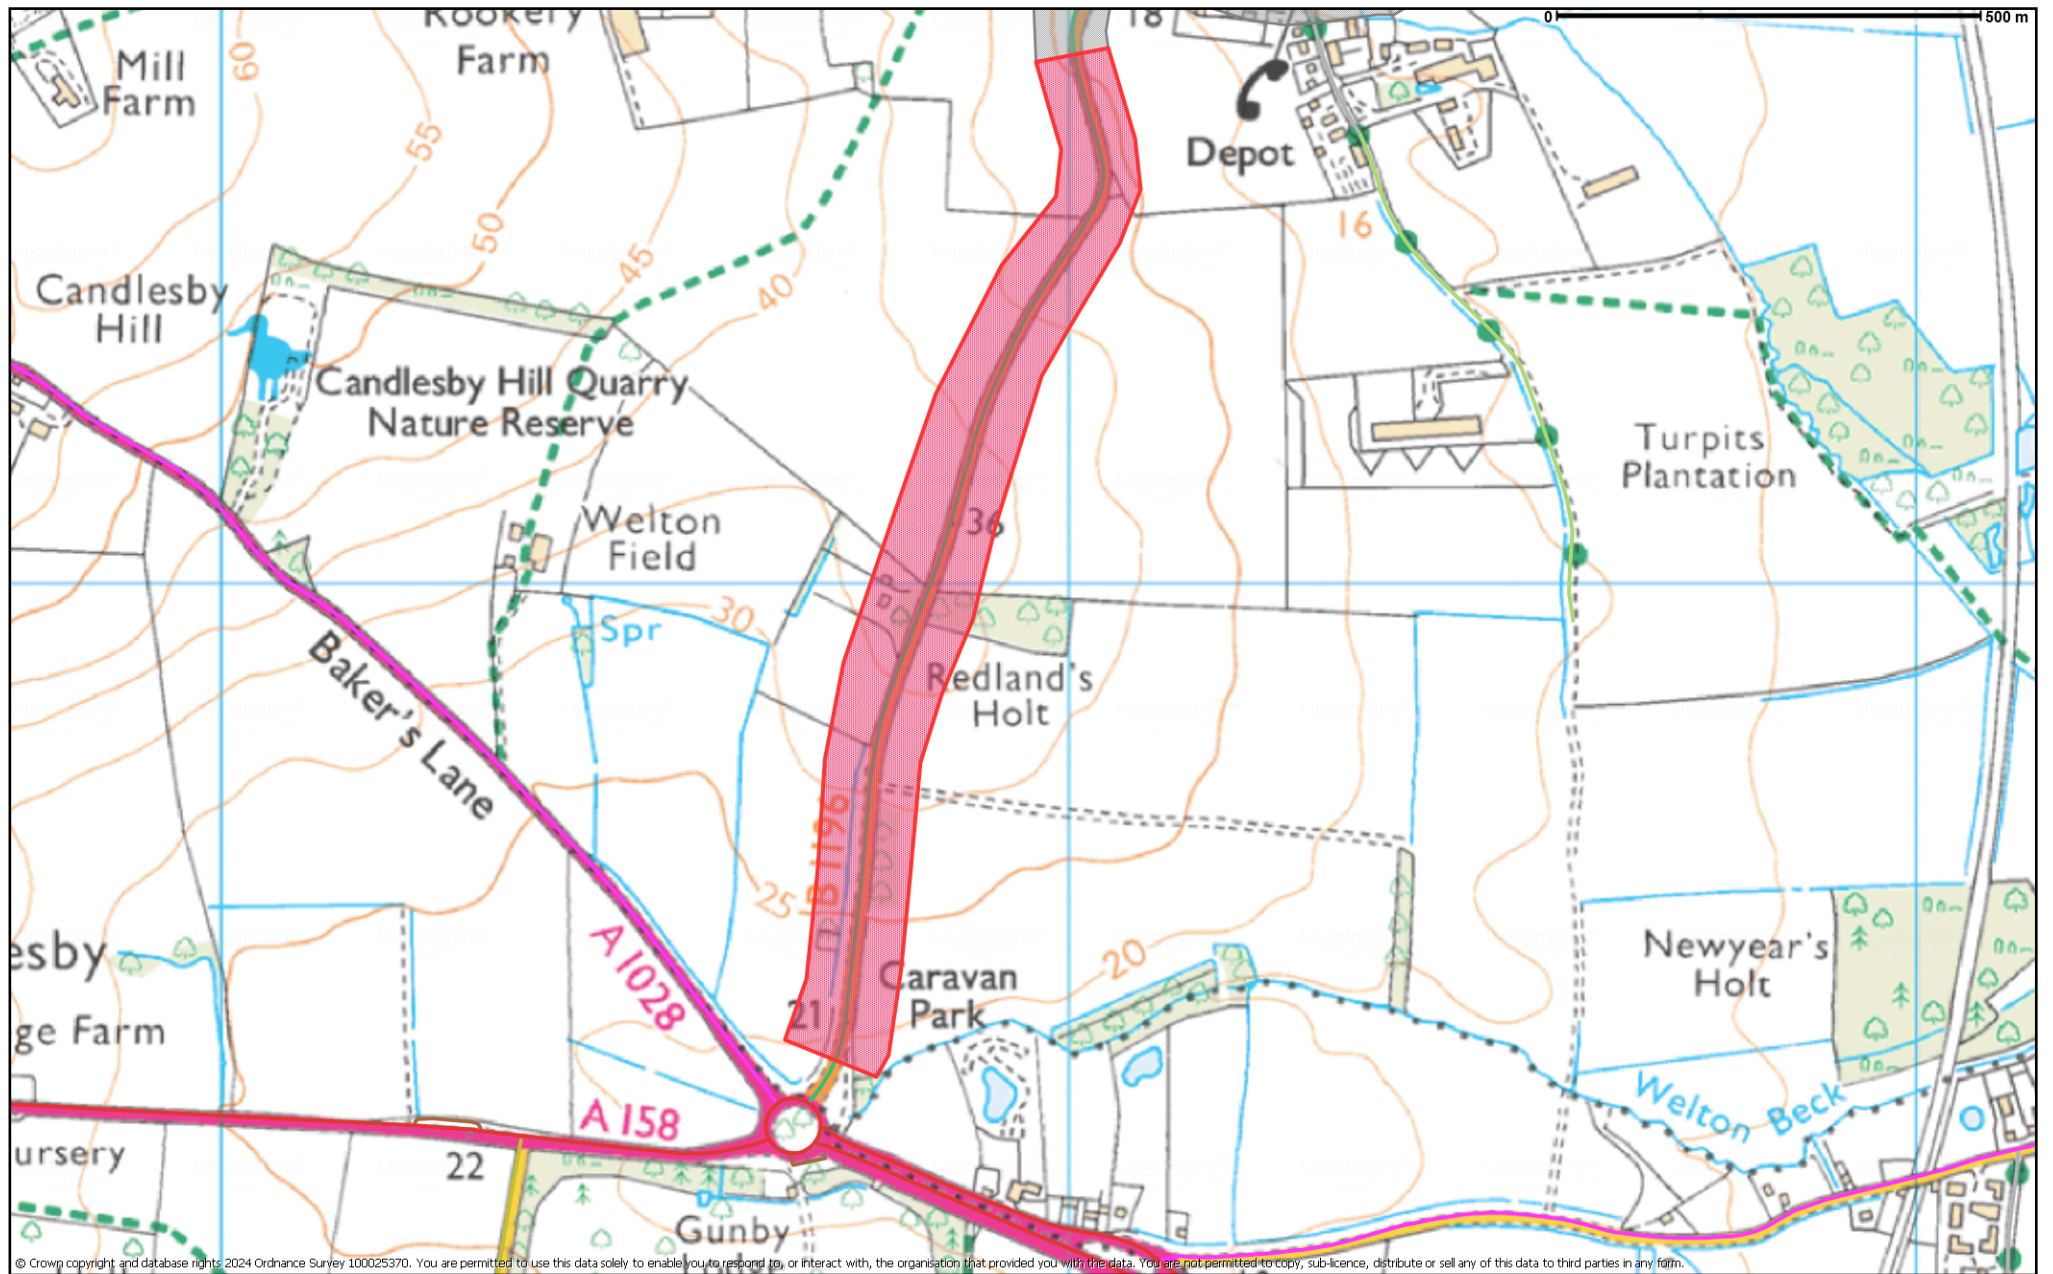 Rookery
Farm
18
0
500 m
Mill
Farm
60
55
50
45
40
Depot
16
Candlesby
Hill
Candlesby Hill Quarry
Nature Reserve
Turpits
Plantation
Welton
Field
36
30
Spr
Redland's
Holt
Baker's Lane
B 1196
25
A 1028
esby
ge Farm
21
Caravan
Park
20
Newyear's
Holt
Welton Beck
A 158
22
ursery
Gunby
Lodge
© Crown copyright and database rights 2024 Ordnance Survey 100025370. You are permitted to use this data solely to enable you to respond to, or interact with, the organisation that provided you with the data. You are not permitted to copy, sub-licence, distribute or sell any of this data to third parties in any form.